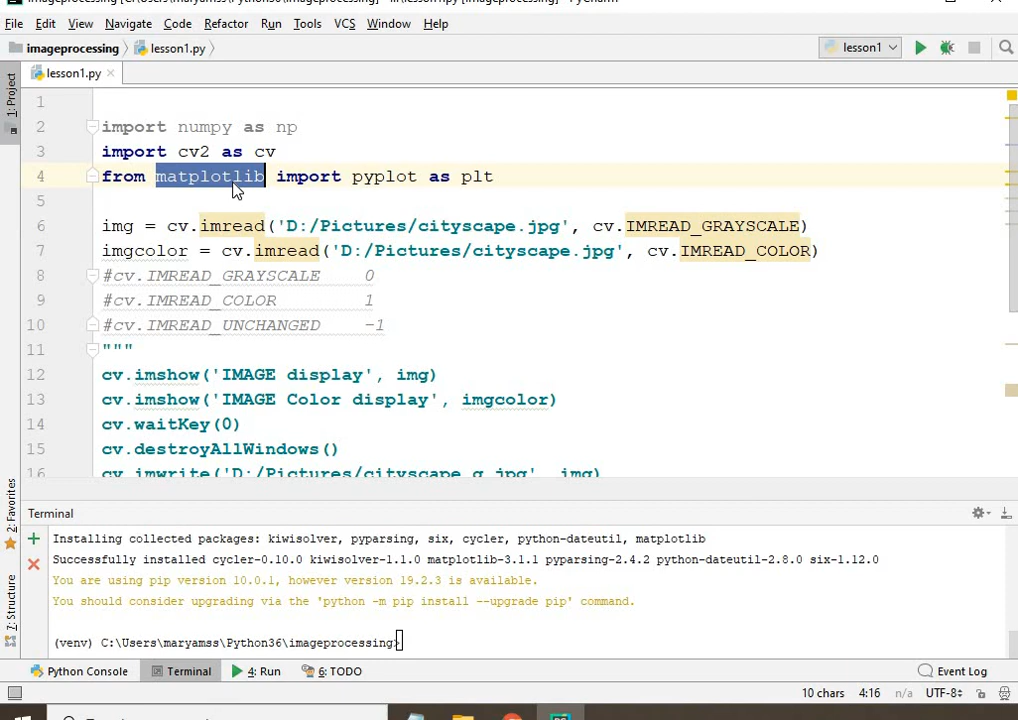 File Edit View Navigate Code Refactor Run Tools VCS Window Help
imageprocessing lesson1.py lesson1
lesson1.py
1: Project
1
2 import numpy as np
3 import cv2 as cv
4 from matplotlib import pyplot as plt
5
6 img = cv.imread('D:/Pictures/cityscape.jpg', cv.IMREAD_GRAYSCALE)
7 imgcolor = cv.imread('D:/Pictures/cityscape.jpg', cv.IMREAD_COLOR)
8 #cv.IMREAD_GRAYSCALE 0
9 #cv.IMREAD_COLOR 1
10 #cv.IMREAD_UNCHANGED -1
11 """
12 cv.imshow('IMAGE display', img)
13 cv.imshow('IMAGE Color display', imgcolor)
14 cv.waitKey(0)
15 cv.destroyAllWindows()
16 cv.imwrite('D:/Pictures/cityscape_g.jpg', img)
2: Favorites
7: Structure
Terminal
Installing collected packages: kiwisolver, pyparsing, six, cycler, python-dateutil, matplotlib
Successfully installed cycler-0.10.0 kiwisolver-1.1.0 matplotlib-3.1.1 pyparsing-2.4.2 python-dateutil-2.8.0 six-1.12.0
You are using pip version 10.0.1, however version 19.2.3 is available.
You should consider upgrading via the 'python -m pip install --upgrade pip' command.
(venv) C:\Users\maryamss\Python36\imageprocessing>
Python Console Terminal 4: Run 6: TODO Event Log
10 chars 4:16 n/a UTF-8